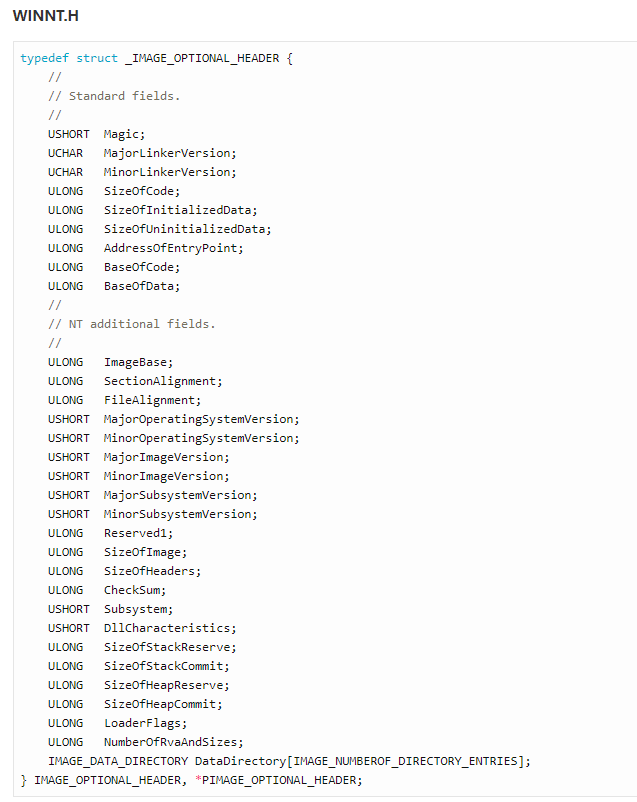 WINNT.H
typedef struct _IMAGE_OPTIONAL_HEADER {
//
// Standard fields.
//
USHORT Magic;
UCHAR MajorLinkerVersion;
UCHAR MinorLinkerVersion;
ULONG SizeOfCode;
ULONG SizeOfInitializedData;
ULONG SizeOfUninitializedData;
ULONG AddressOfEntryPoint;
ULONG BaseOfCode;
ULONG BaseOfData;
//
// NT additional fields.
//
ULONG ImageBase;
ULONG SectionAlignment;
ULONG FileAlignment;
USHORT MajorOperatingSystemVersion;
USHORT MinorOperatingSystemVersion;
USHORT MajorImageVersion;
USHORT MinorImageVersion;
USHORT MajorSubsystemVersion;
USHORT MinorSubsystemVersion;
ULONG Reserved1;
ULONG SizeOfImage;
ULONG SizeOfHeaders;
ULONG CheckSum;
USHORT Subsystem;
USHORT DllCharacteristics;
ULONG SizeOfStackReserve;
ULONG SizeOfStackCommit;
ULONG SizeOfHeapReserve;
ULONG SizeOfHeapCommit;
ULONG LoaderFlags;
ULONG NumberOfRvaAndSizes;
IMAGE_DATA_DIRECTORY DataDirectory[IMAGE_NUMBEROF_DIRECTORY_ENTRIES];
} IMAGE_OPTIONAL_HEADER, *PIMAGE_OPTIONAL_HEADER;